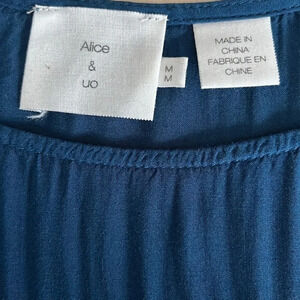 Alice
&
uo
M
M
MADE IN
CHINA
FABRIQUE EN
CHINE